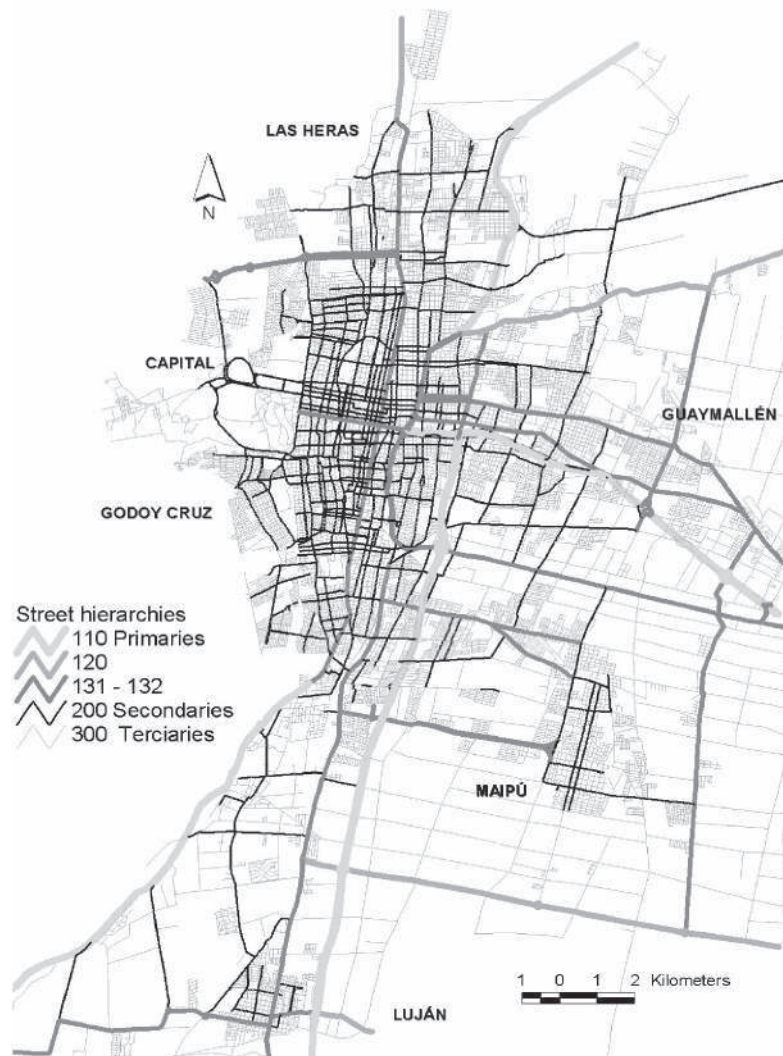 LAS HERAS
N
CAPITAL
GUAYMALLÉN
GODOY CRUZ
Street hierarchies
110 Primaries
120
131 - 132
200 Secondaries
300 Terciaries
MAIPÚ
1 0 1 2 Kilometers
LUJÁN